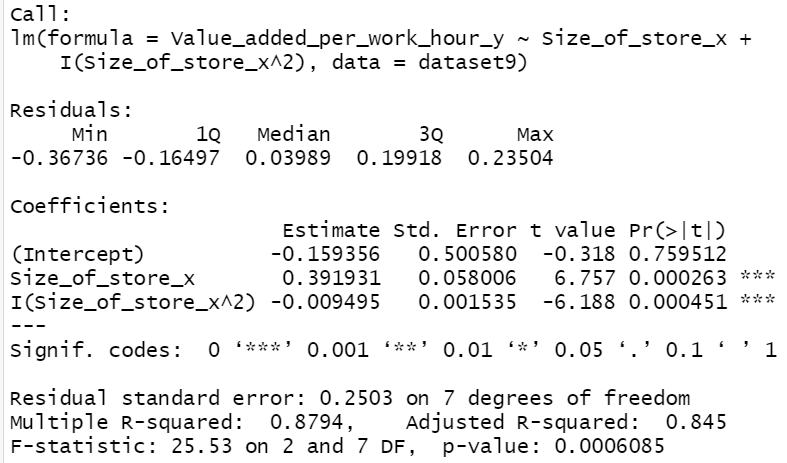 Call:
lm(formula = Value_added_per_work_hour_y ~ Size_of_store_x +
    I(Size_of_store_x^2), data = dataset9)

Residuals:
     Min       1Q   Median       3Q      Max
-0.36736 -0.16497  0.03989  0.19918  0.23504

Coefficients:
                      Estimate Std. Error t value Pr(>|t|)
(Intercept)          -0.159356   0.500580  -0.318 0.759512
Size_of_store_x       0.391931   0.058006   6.757 0.000263 ***
I(Size_of_store_x^2) -0.009495   0.001535  -6.188 0.000451 ***
---
Signif. codes:  0 ‘***’ 0.001 ‘**’ 0.01 ‘*’ 0.05 ‘.’ 0.1 ‘ ’ 1

Residual standard error: 0.2503 on 7 degrees of freedom
Multiple R-squared:  0.8794,    Adjusted R-squared:  0.845
F-statistic: 25.53 on 2 and 7 DF,  p-value: 0.0006085